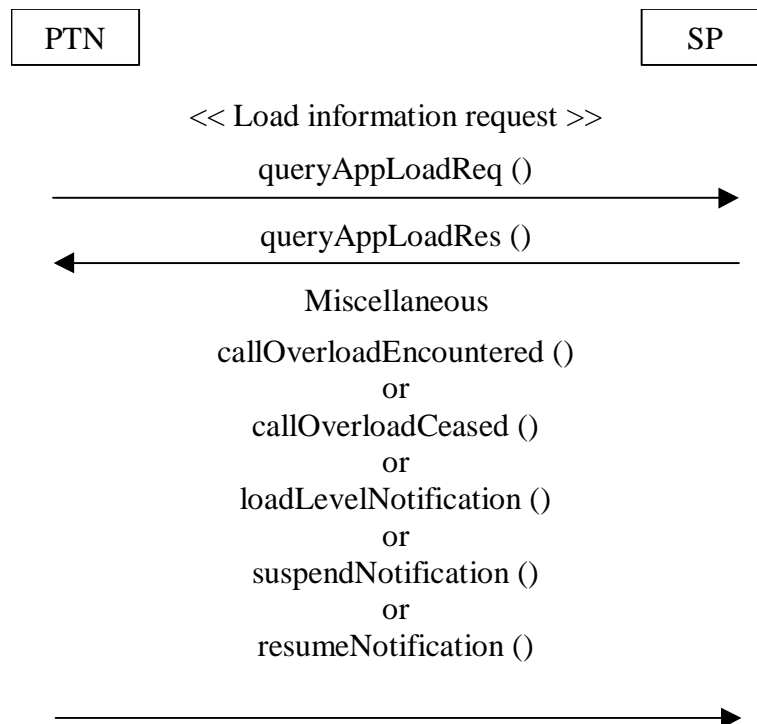 PTN
SP
<< Load information request >>
queryAppLoadReq ()
queryAppLoadRes ()
Miscellaneous
callOverloadEncountered ()
or
callOverloadCeased ()
or
loadLevelNotification ()
or
suspendNotification ()
or
resumeNotification ()